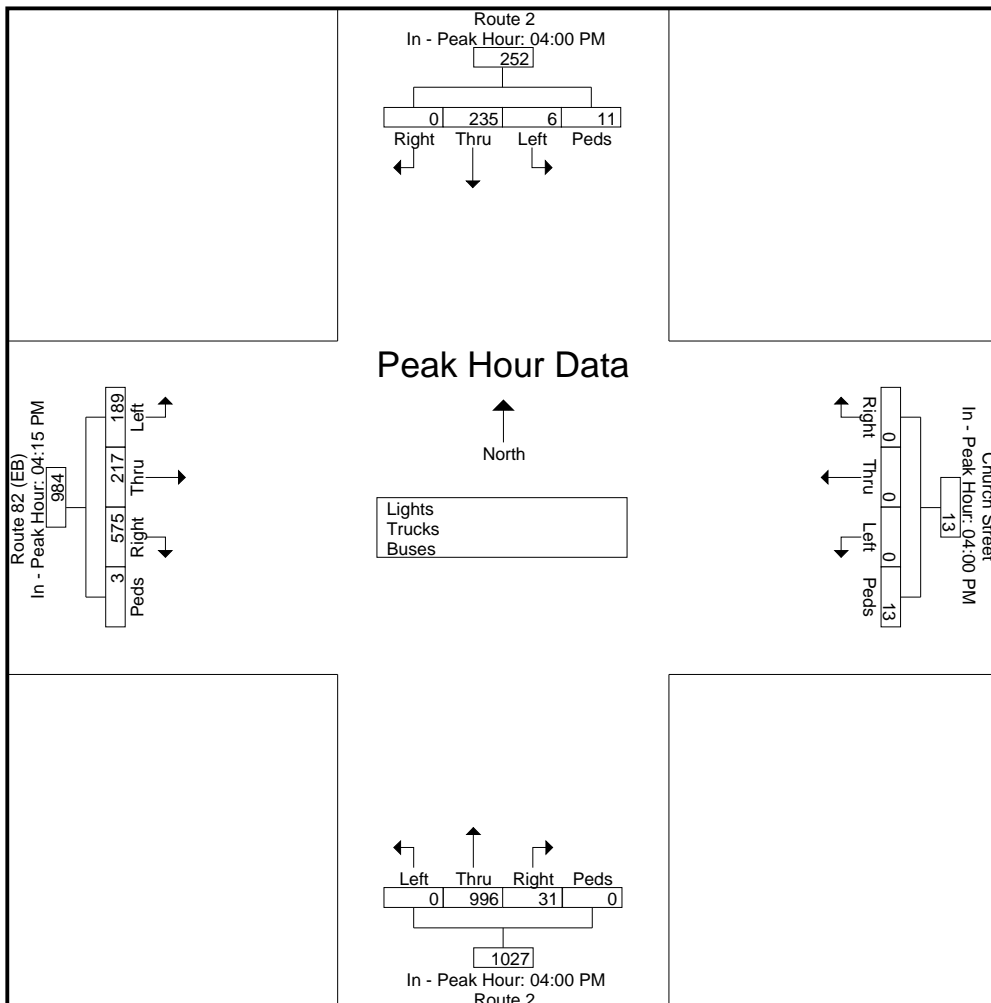 Route 2
In - Peak Hour: 04:00 PM
252
0 235 6 11
Right Thru Left Peds
Peak Hour Data
North
Lights
Trucks
Buses
Route 82 (EB)
In - Peak Hour: 04:15 PM
984
189 217 575 3
Left Thru Right Peds
Church Street
In - Peak Hour: 04:00 PM
13
0 0 0 13
Right Thru Left Peds
Left Thru Right Peds
0 996 31 0
1027
In - Peak Hour: 04:00 PM
Route 2